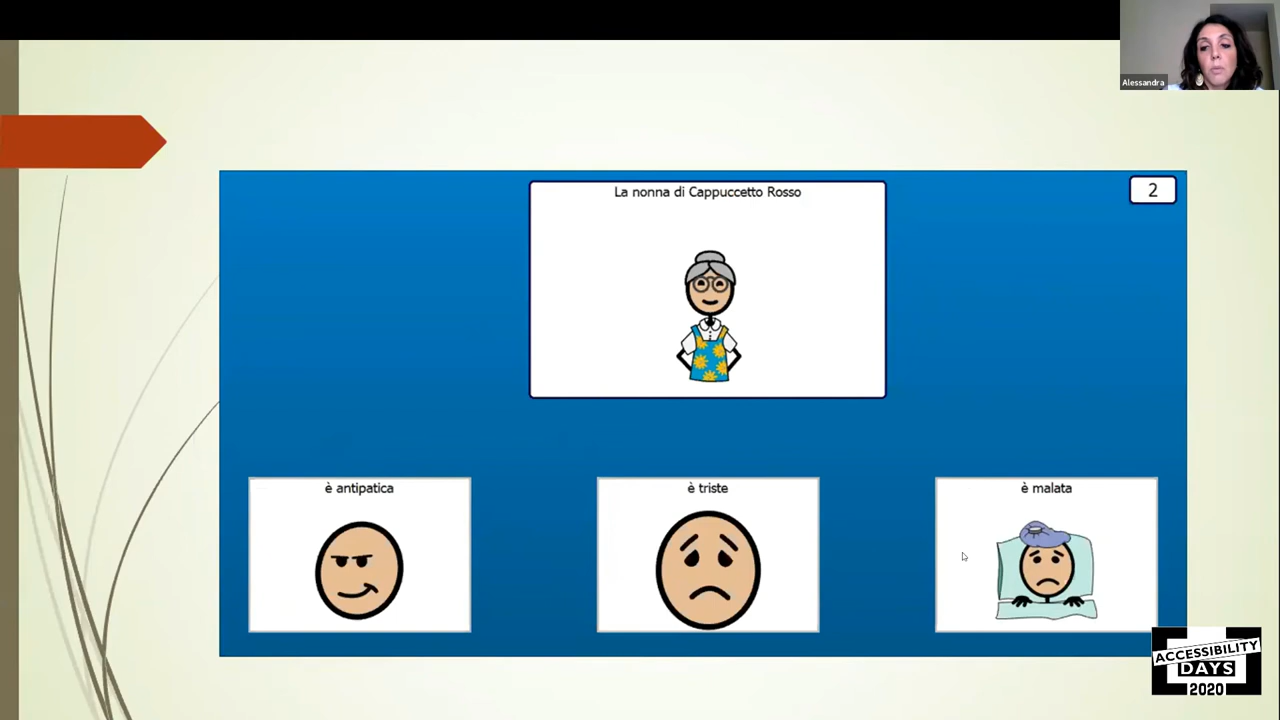 Alessandra
La nonna di Cappuccetto Rosso
2
è antipatica
è triste
è malata
ACCESSIBILITY
DAYS
2020